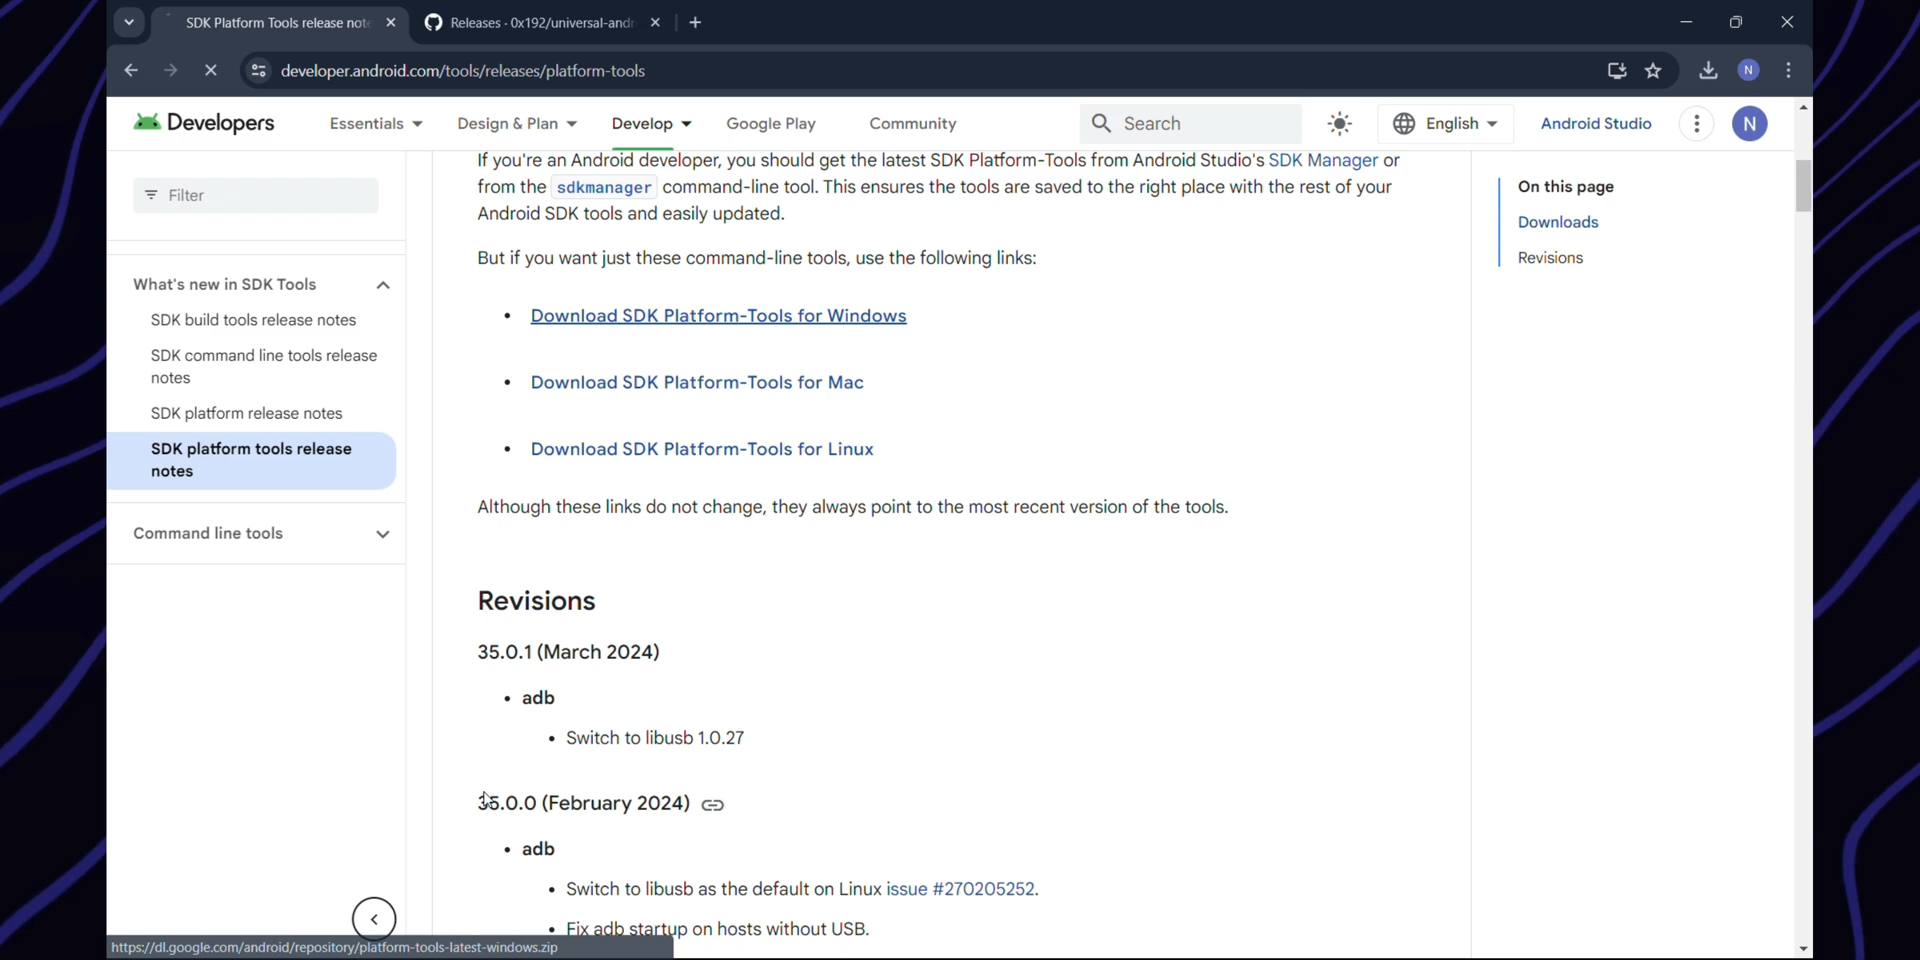 SDK Platform Tools release note
Releases · 0x192/universal-andr
developer.android.com/tools/releases/platform-tools
N
Developers
Essentials
Design & Plan
Develop
Google Play
Community
Search
English
Android Studio
N
Filter
What's new in SDK Tools
SDK build tools release notes
SDK command line tools release
notes
SDK platform release notes
SDK platform tools release
notes
Command line tools
If you're an Android developer, you should get the latest SDK Platform-Tools from Android Studio's SDK Manager or
from the sdkmanager command-line tool. This ensures the tools are saved to the right place with the rest of your
Android SDK tools and easily updated.
But if you want just these command-line tools, use the following links:
• Download SDK Platform-Tools for Windows
• Download SDK Platform-Tools for Mac
• Download SDK Platform-Tools for Linux
Although these links do not change, they always point to the most recent version of the tools.
Revisions
35.0.1 (March 2024)
• adb
• Switch to libusb 1.0.27
35.0.0 (February 2024)
• adb
• Switch to libusb as the default on Linux issue #270205252.
• Fix adb startup on hosts without USB.
On this page
Downloads
Revisions
https://dl.google.com/android/repository/platform-tools-latest-windows.zip